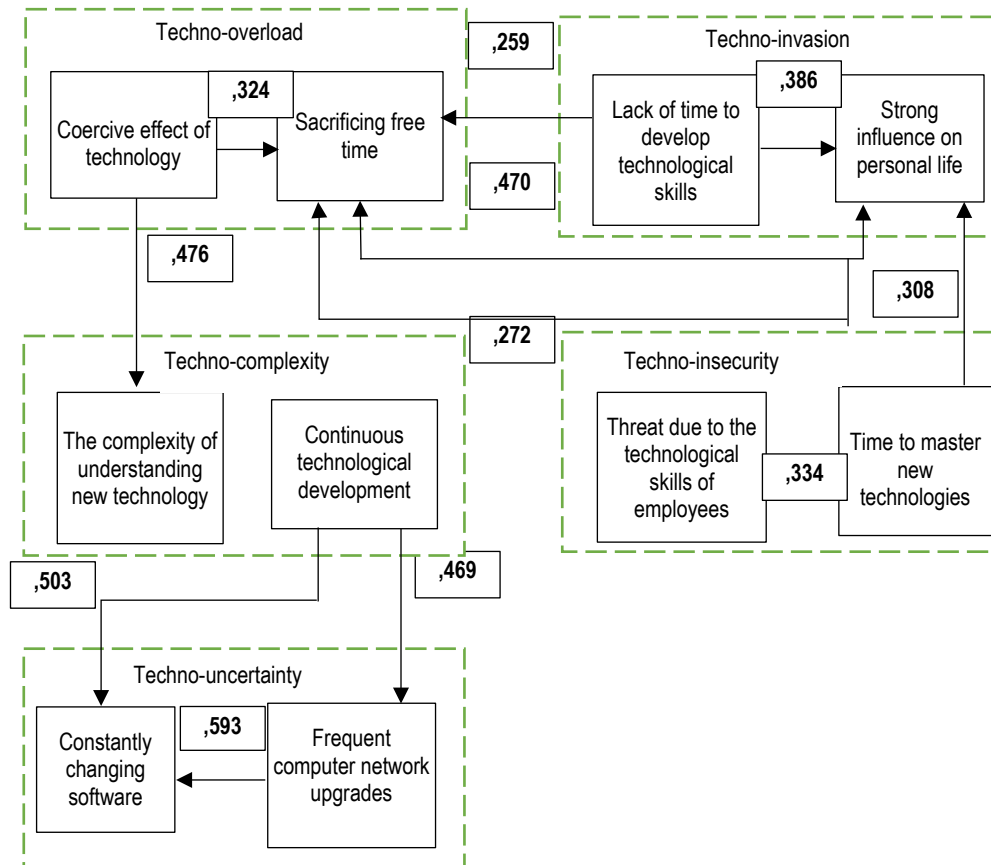 Techno-overload
,324
Coercive effect of
technology
Sacrificing free
time
,259
,470
Techno-invasion
,386
Lack of time to
develop
technological
skills
Strong
influence on
personal life
,476
,308
,272
Techno-complexity
The complexity of
understanding
new technology
Continuous
technological
development
Techno-insecurity
Threat due to the
technological
skills of
employees
,334
Time to master
new
technologies
,503
,469
Techno-uncertainty
Constantly
changing
software
,593
Frequent
computer network
upgrades